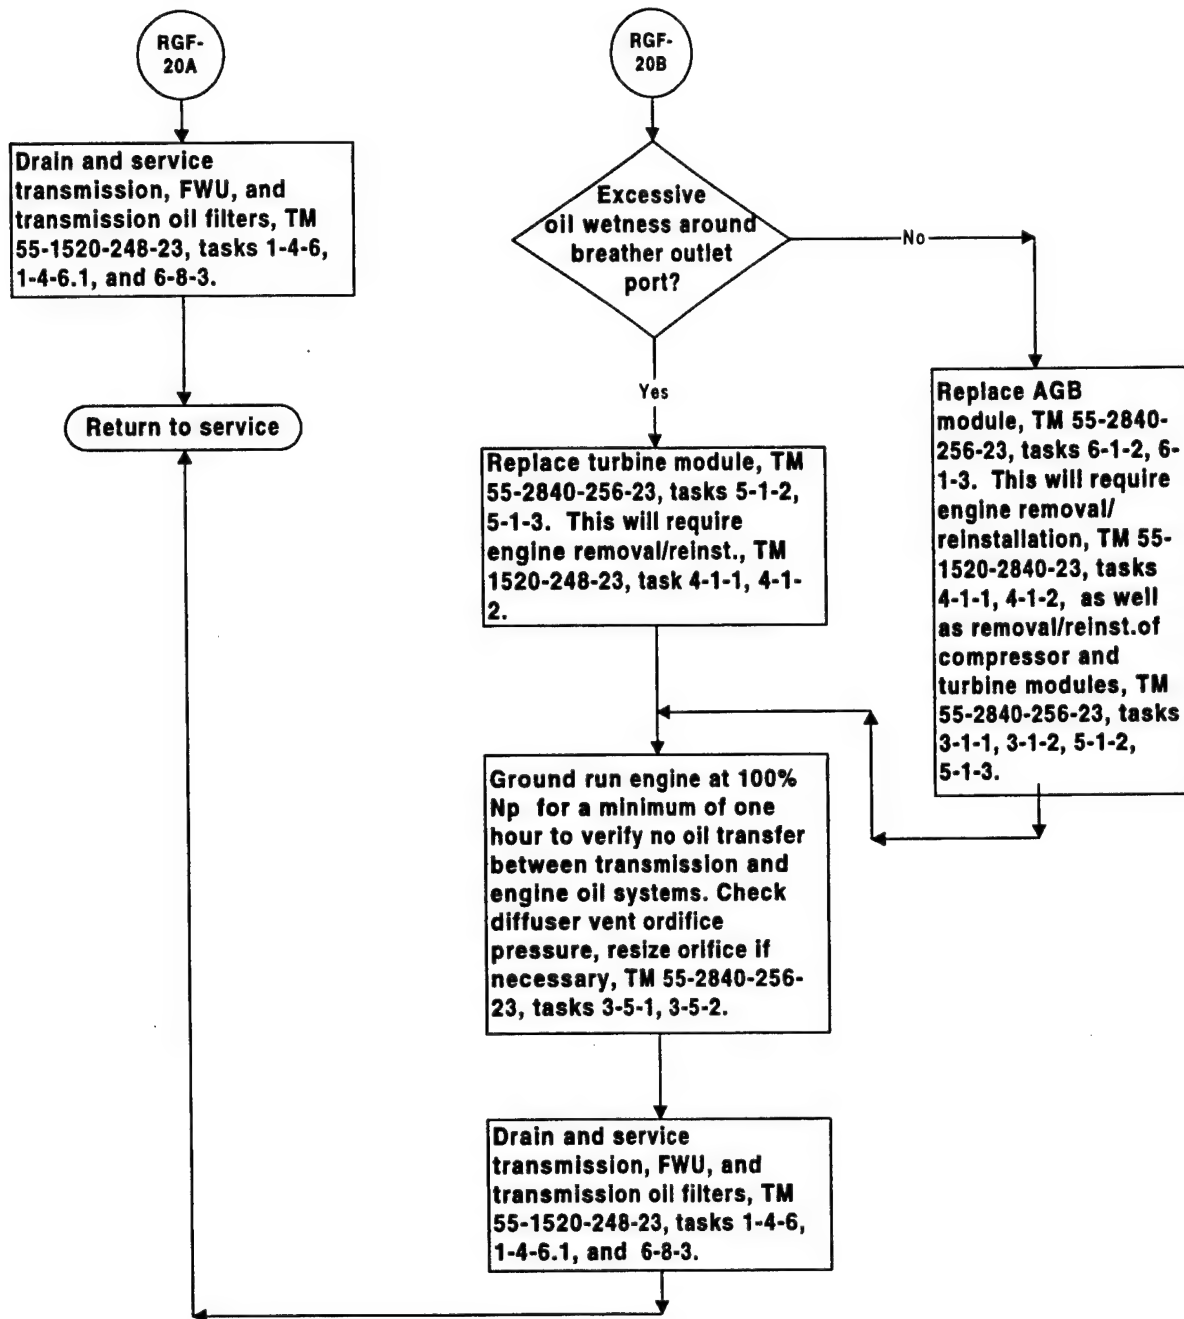 RGF-
20A
Drain and service
transmission, FWU, and
transmission oil filters, TM
55-1520-248-23, tasks 1-4-6,
1-4-6.1, and 6-8-3.
Return to service
RGF-
20B
Excessive
oil wetness around
breather outlet
port?
No
Yes
Replace turbine module, TM
55-2840-256-23, tasks 5-1-2,
5-1-3. This will require
engine removal/reinst., TM
1520-248-23, task 4-1-1, 4-1-
2.
Replace AGB
module, TM 55-2840-
256-23, tasks 6-1-2, 6-
1-3. This will require
engine removal/
reinstallation, TM 55-
1520-2840-23, tasks
4-1-1, 4-1-2, as well
as removal/reinst.of
compressor and
turbine modules, TM
55-2840-256-23, tasks
3-1-1, 3-1-2, 5-1-2,
5-1-3.
Ground run engine at 100%
Np for a minimum of one
hour to verify no oil transfer
between transmission and
engine oil systems. Check
diffuser vent ordifice
pressure, resize orifice if
necessary, TM 55-2840-256-
23, tasks 3-5-1, 3-5-2.
Drain and service
transmission, FWU, and
transmission oil filters, TM
55-1520-248-23, tasks 1-4-6,
1-4-6.1, and 6-8-3.